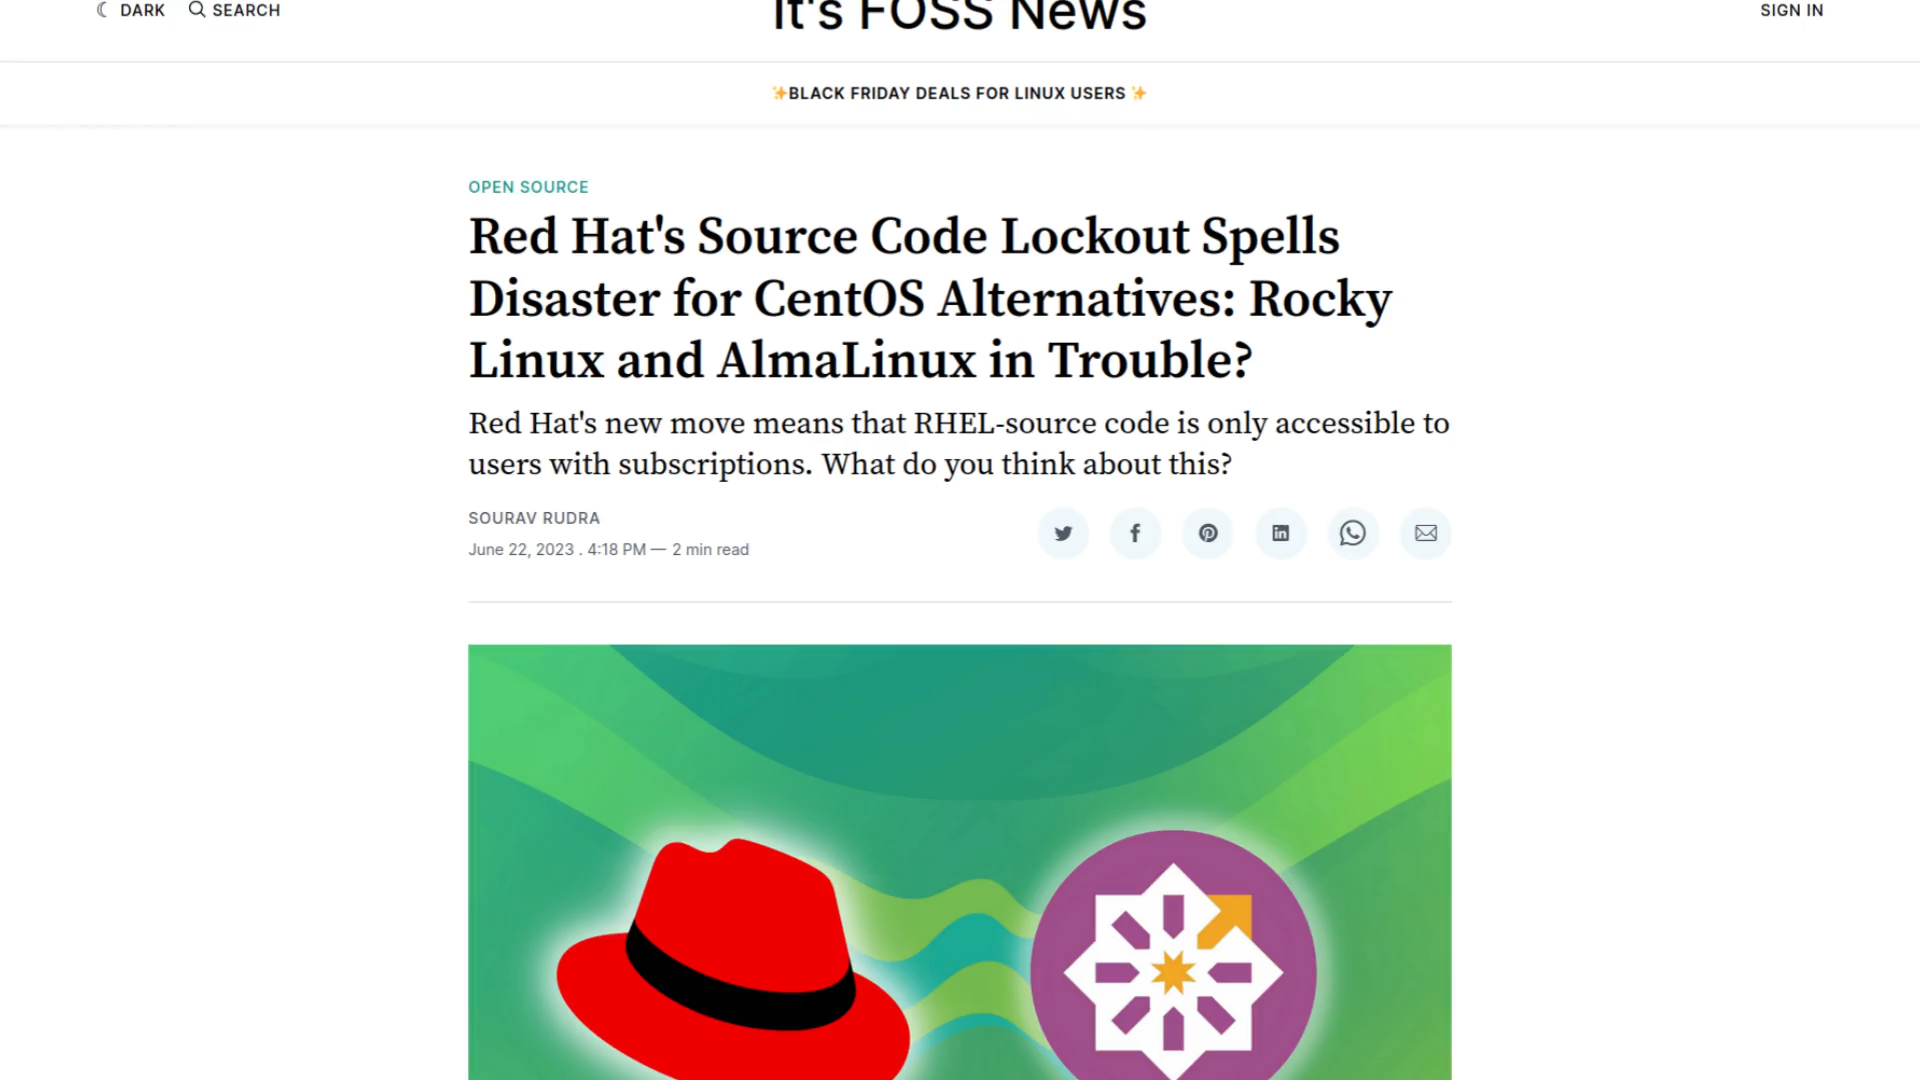 DARK SEARCH It's FOSS News SIGN IN
✨BLACK FRIDAY DEALS FOR LINUX USERS ✨
OPEN SOURCE
Red Hat's Source Code Lockout Spells
Disaster for CentOS Alternatives: Rocky
Linux and AlmaLinux in Trouble?
Red Hat's new move means that RHEL-source code is only accessible to
users with subscriptions. What do you think about this?
SOURAV RUDRA
June 22, 2023 . 4:18 PM — 2 min read